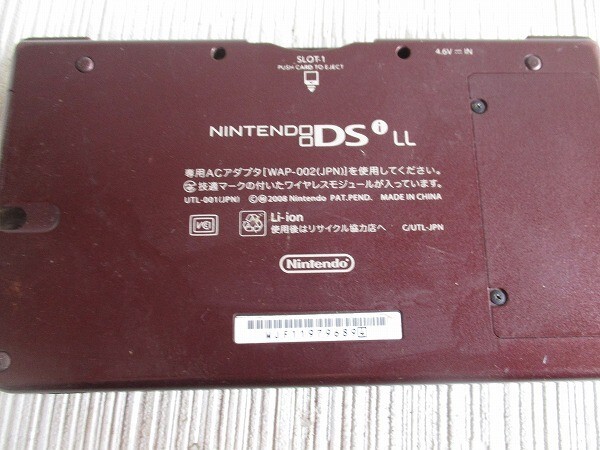 SLOT-1
PUSH CARD TO EJECT
4.6V ⎓ IN
NINTENDO DSi LL
専用ACアダプタ[WAP-002(JPN)]を使用してください。
技適マークの付いたワイヤレスモジュールが入っています。
UTL-001(JPN) ©Ⓜ 2008 Nintendo PAT.PEND. MADE IN CHINA
Li-ion
使用後はリサイクル協力店へ C/UTL-JPN
Nintendo